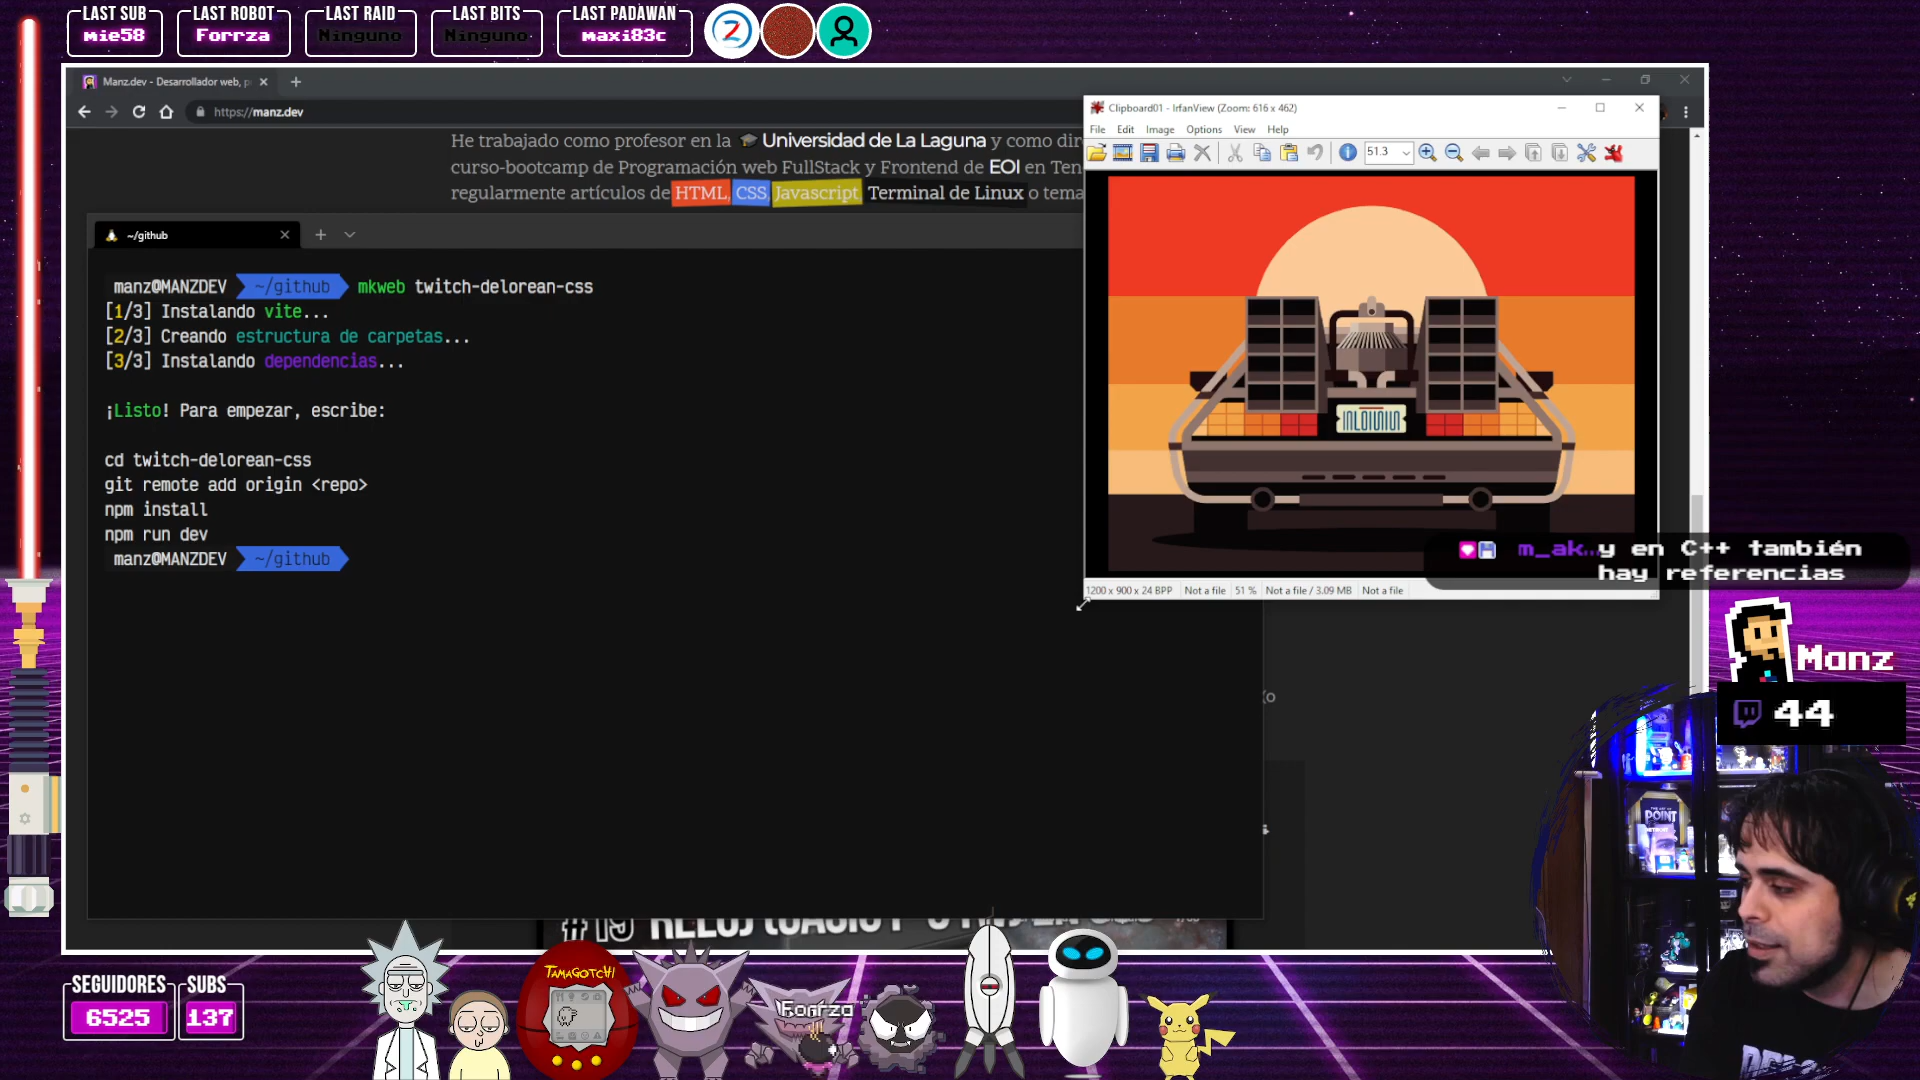 LAST SUB
mie58
LAST ROBOT
Forrza
LAST RAID
Ninguno
LAST BITS
Ninguno
LAST PADAWAN
maxi83c
Manz.dev - Desarrollador web, p
https://manz.dev
He trabajado como profesor en la Universidad de La Laguna y como dire
curso-bootcamp de Programación web FullStack y Frontend de EOI en Ten
regularmente artículos de HTML, CSS, Javascript, Terminal de Linux o tema
~/github
manz@MANZDEV ~/github mkweb twitch-delorean-css
[1/3] Instalando vite...
[2/3] Creando estructura de carpetas...
[3/3] Instalando dependencias...
¡Listo! Para empezar, escribe:
cd twitch-delorean-css
git remote add origin <repo>
npm install
npm run dev
manz@MANZDEV ~/github
Clipboard01 - IrfanView (Zoom: 616 x 462)
File Edit Image Options View Help
51.3
1200 x 900 x 24 BPP Not a file 51 % Not a file / 3.09 MB Not a file
m_ak... y en C++ también
hay referencias
Manz
44
SEGUIDORES
6525
SUBS
137
TAMAGOTCHI
Forrza
POINT